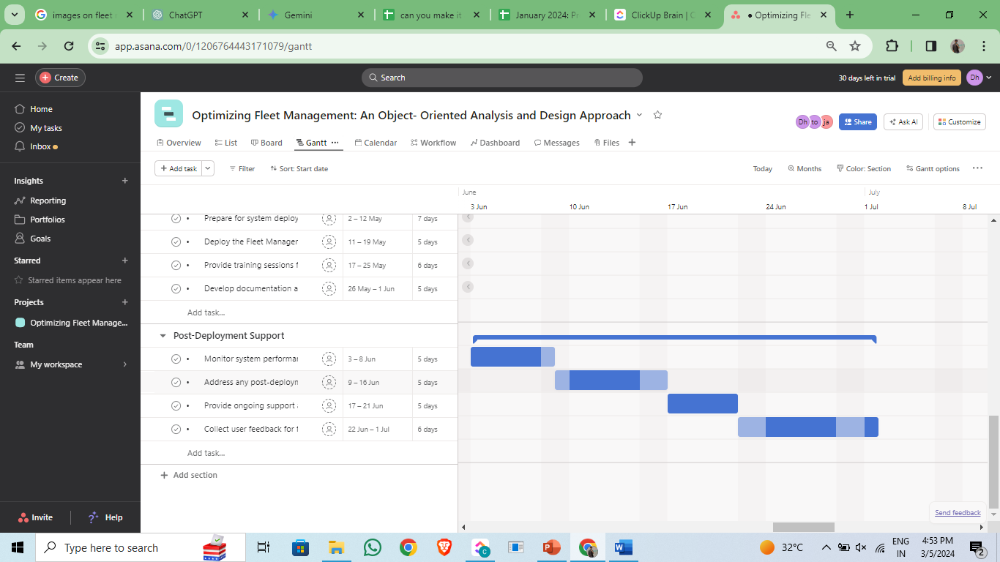 images on fleet
ChatGPT
Gemini
can you make it
January 2024: Pr
ClickUp Brain | C
• Optimizing Fle
app.asana.com/0/1206764443171079/gantt
Create
Search
30 days left in trial
Add billing info
Dh
Home
My tasks
Inbox
Insights
Reporting
Portfolios
Goals
Starred
Starred items appear here
Projects
Optimizing Fleet Manage...
Team
My workspace
Invite
Help
Optimizing Fleet Management: An Object- Oriented Analysis and Design Approach
Dh to ja
Share
Ask AI
Customize
Overview List Board Gantt Calendar Workflow Dashboard Messages Files
Add task
Filter
Sort: Start date
Today
Months
Color: Section
Gantt options
June July
3 Jun 10 Jun 17 Jun 24 Jun 1 Jul 8 Jul
Prepare for system deploy 2 – 12 May 7 days
Deploy the Fleet Manager 11 – 19 May 5 days
Provide training sessions f 17 – 25 May 6 days
Develop documentation a 26 May – 1 Jun 5 days
Add task...
Post-Deployment Support
Monitor system performar 3 – 8 Jun 5 days
Address any post-deployn 9 – 16 Jun 5 days
Provide ongoing support 17 – 21 Jun 5 days
Collect user feedback for f 22 Jun – 1 Jul 6 days
Add task...
Add section
Send feedback
Type here to search
32°C
ENG
IN
4:53 PM
3/5/2024
2